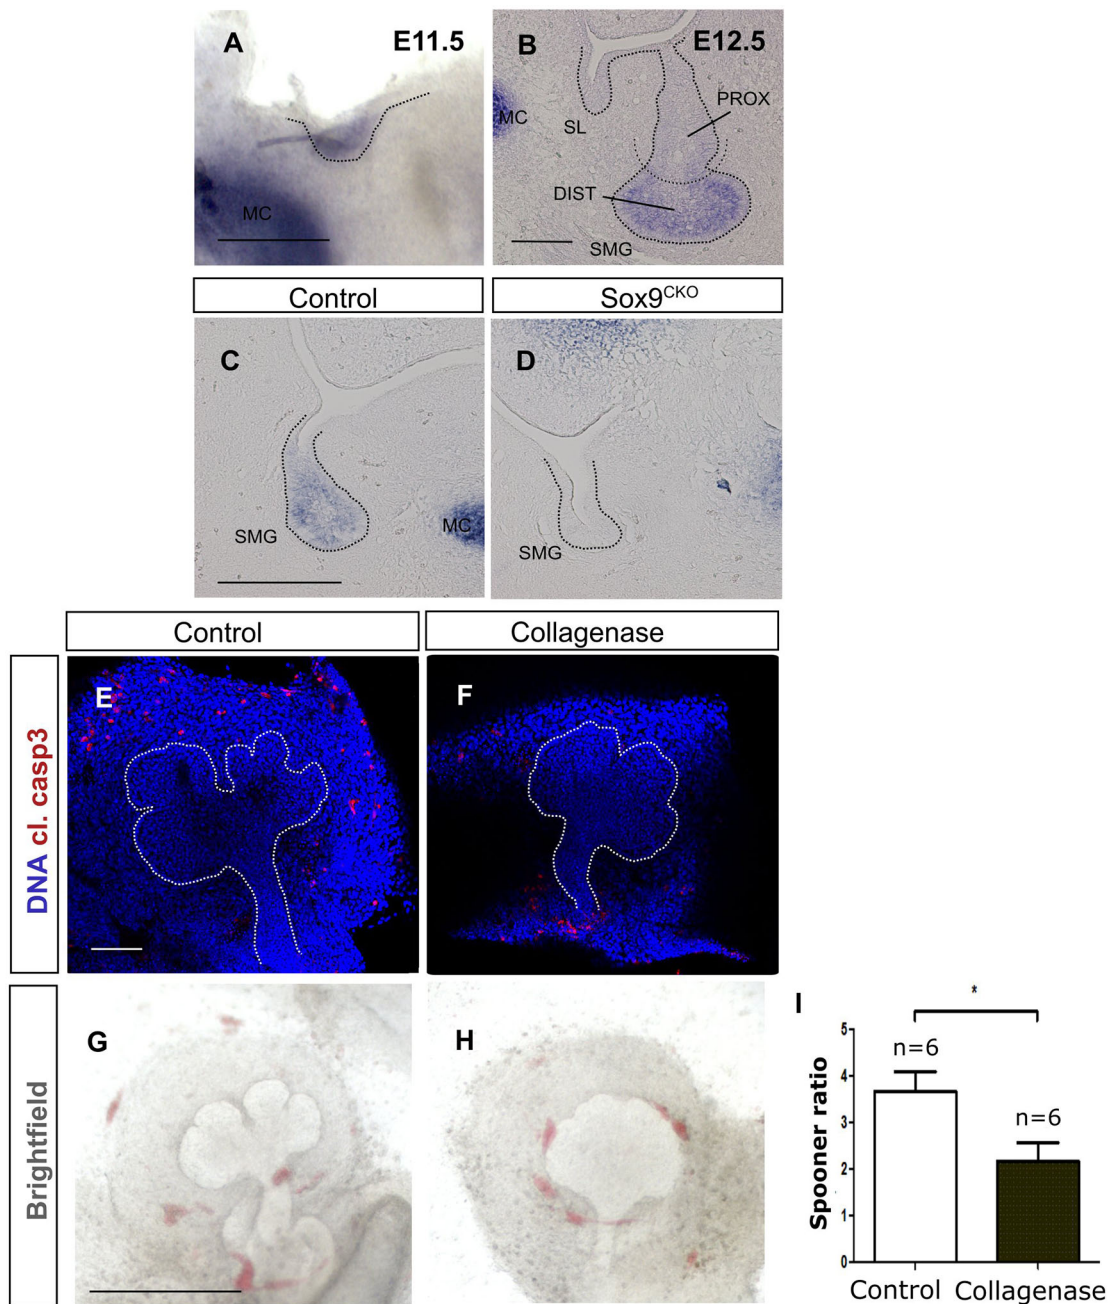 A
E11.5
MC
B
E12.5
MC
SL
PROX
DIST
SMG
Control
Sox9CKO
C
SMG
MC
D
SMG
Control
Collagenase
DNA cl. casp3
E
F
Brightfield
G
H
I
*
Spooner ratio
5
4
3
2
1
0
n=6
n=6
Control
Collagenase